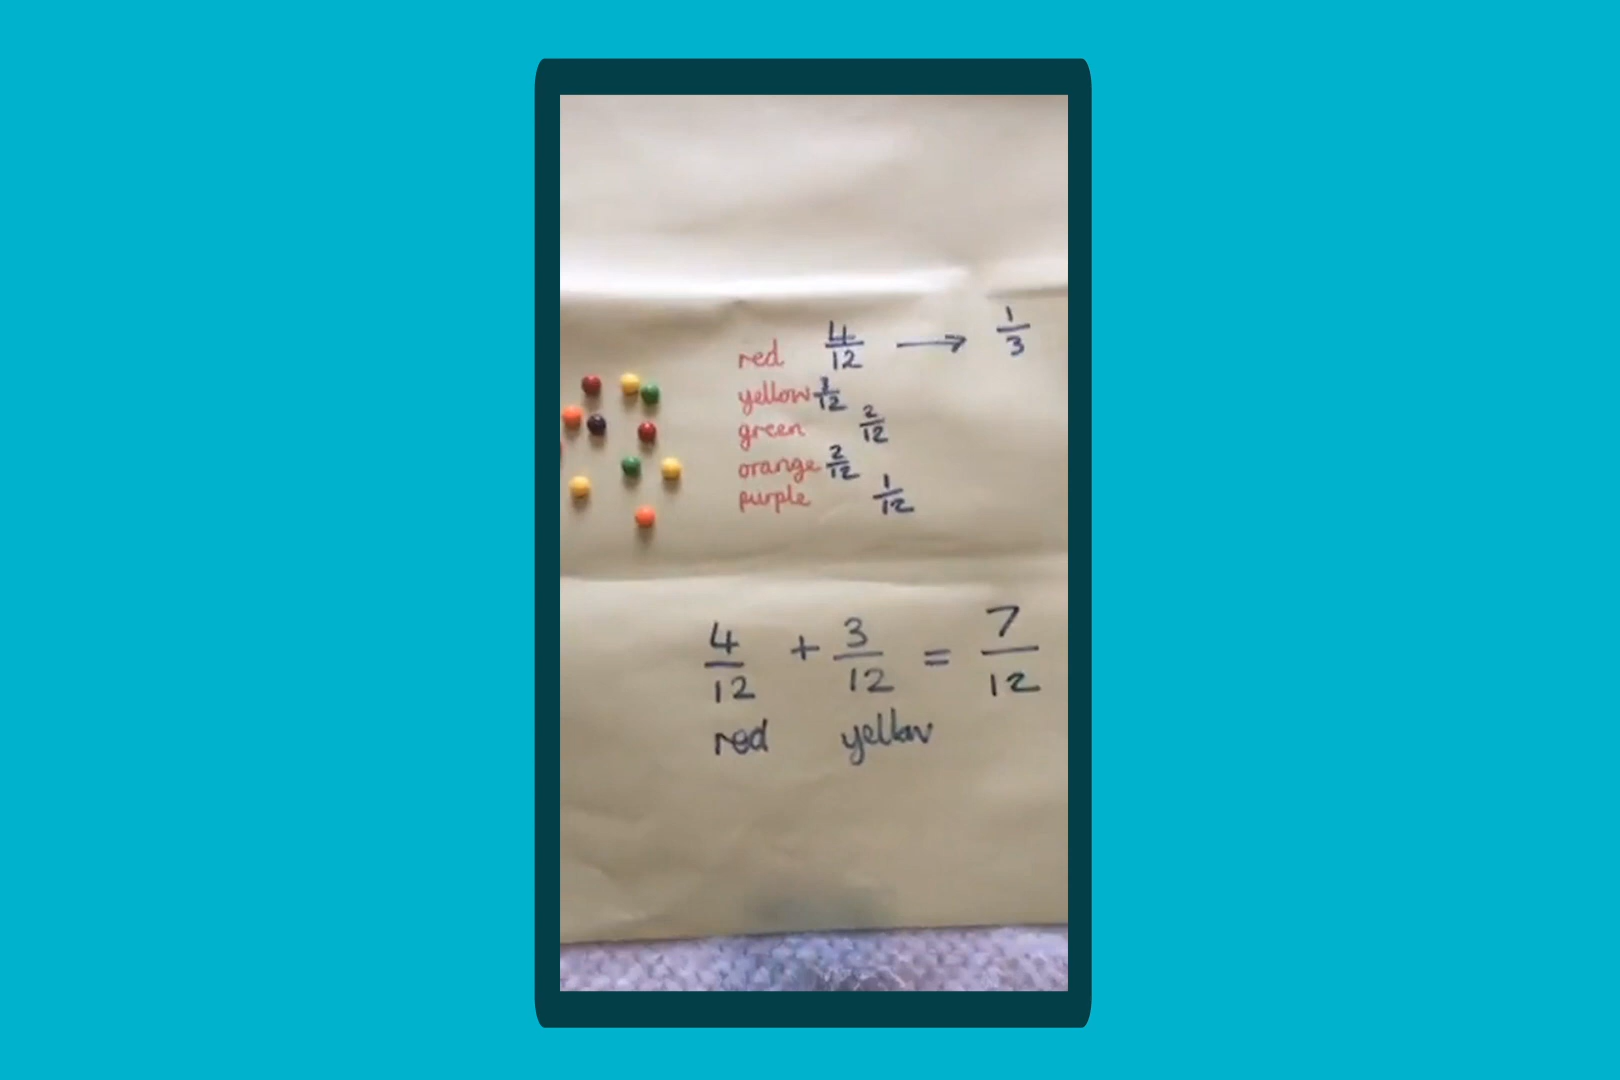 red 4/12 → 1/3
yellow 3/12
green 2/12
orange 2/12
purple 1/12
4/12 + 3/12 = 7/12
red yellow